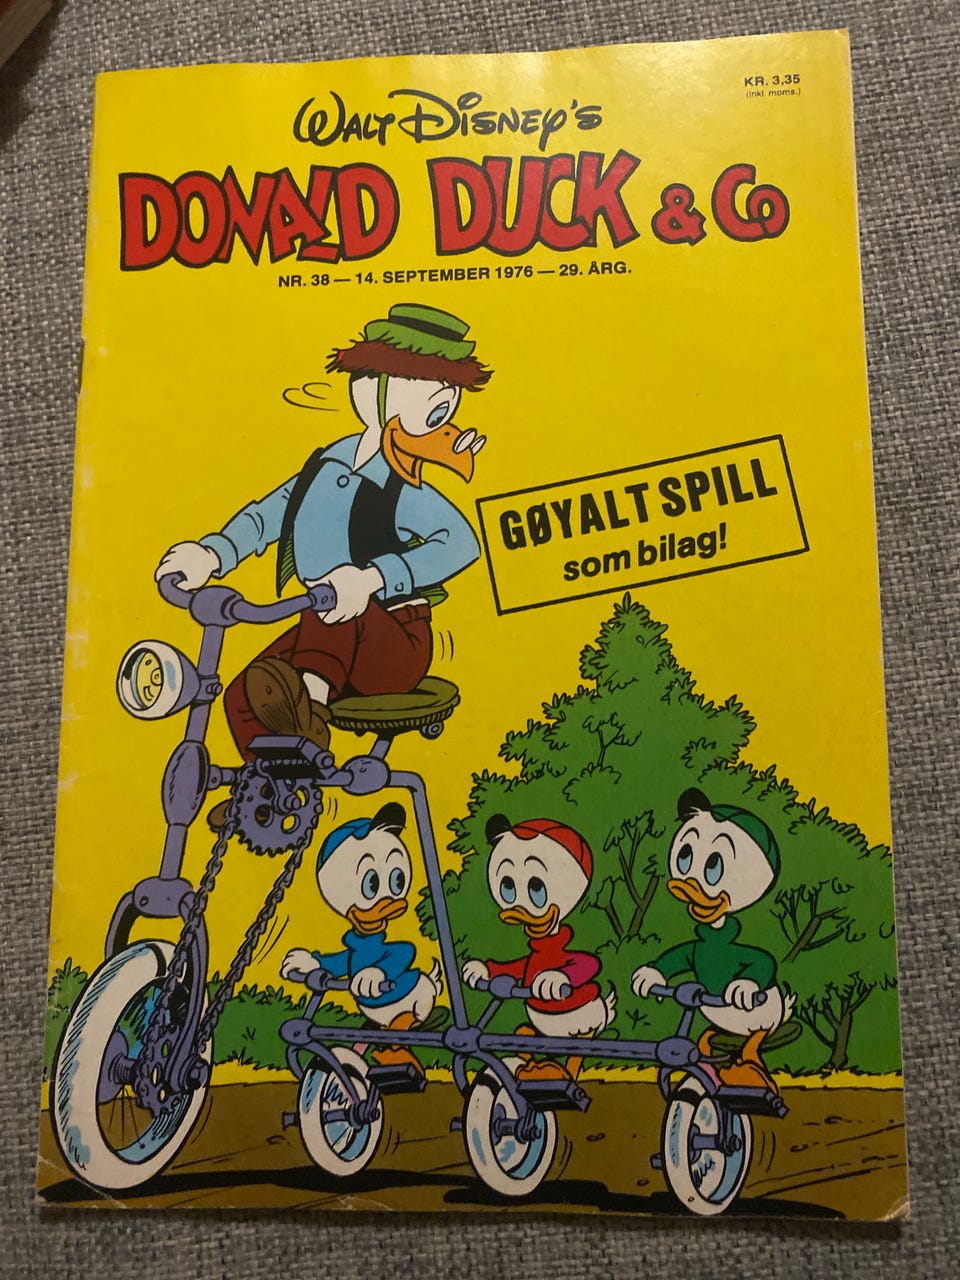 KR. 3,35
(inkl. moms.)
WALT DISNEY'S
DONALD DUCK & CO
NR. 38 — 14. SEPTEMBER 1976 — 29. ÅRG.
GØYALT SPILL
som bilag!